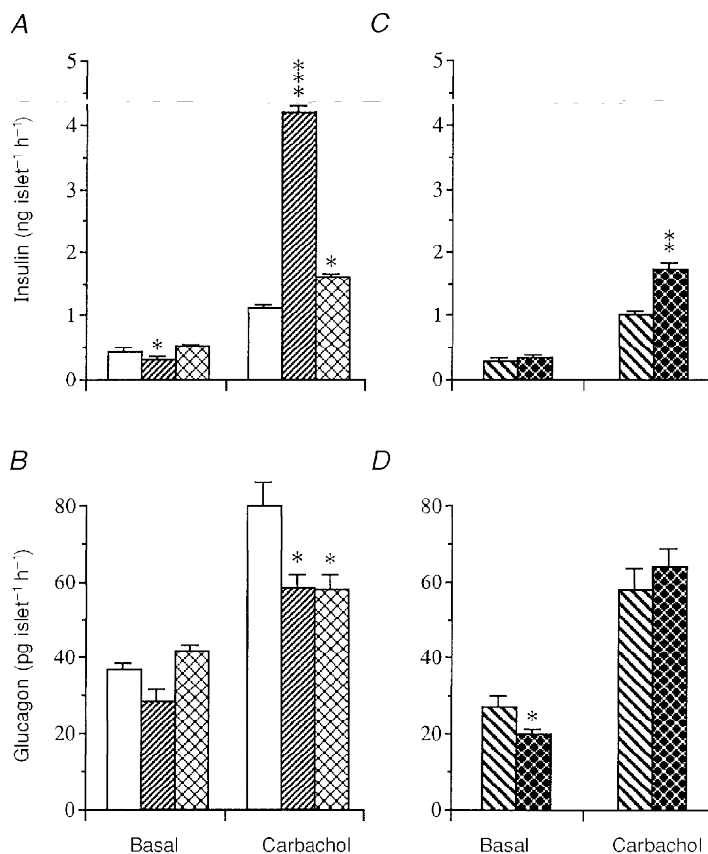 A
Insulin (ng islet⁻¹ h⁻¹)
5
4
3
2
1
0
*
***
*
C
5
4
3
2
1
0
**
B
Glucagon (pg islet⁻¹ h⁻¹)
80
60
40
20
0
*
*
Basal
Carbachol
D
80
60
40
20
0
*
Basal
Carbachol